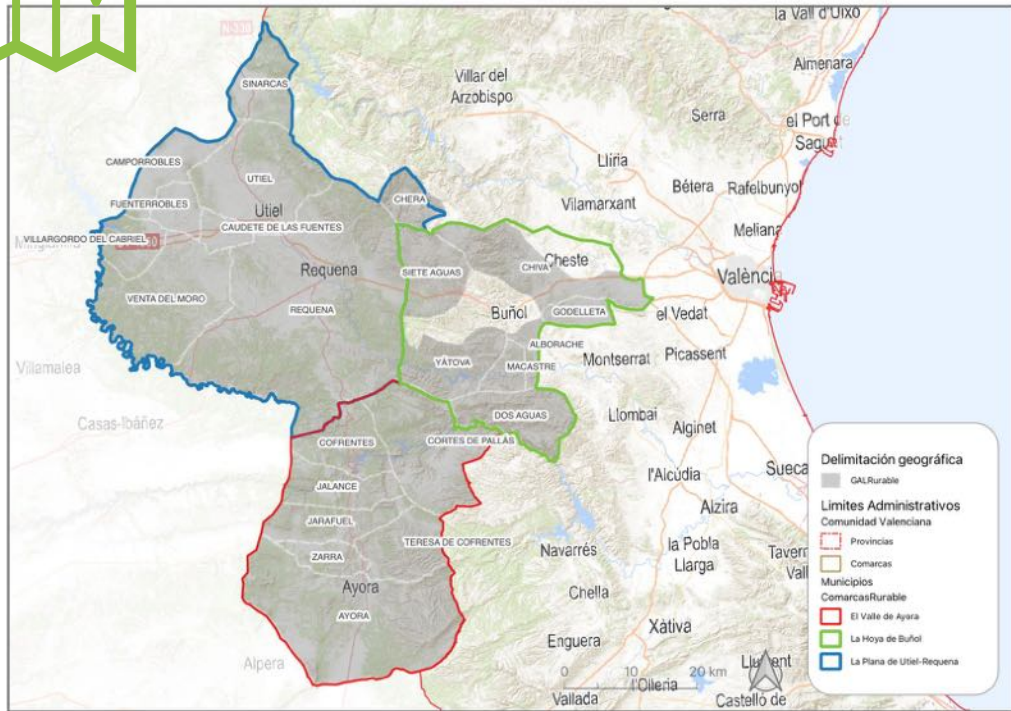 la Vall d'Uixó
N-330
Almenara
Villar del
Arzobispo
SINARCAS
Serra
el Port de
Sagunt
Llíria
CAMPORROBLES
UTIEL
Bétera
Rafelbunyol
CHERA
FUENTERROBLES
Utiel
Vilamarxant
CAUDETE DE LAS FUENTES
Meliana
VILLARGORDO DEL CABRIEL
Cheste
CHIVA
Requena
SIETE AGUAS
València
VENTA DEL MORO
REQUENA
Buñol
GODELLETA
el Vedat
ALBORACHE
Montserrat
Picassent
YÁTOVA
MACASTRE
Villamalea
DOS AGUAS
Llombai
Casas-Ibáñez
Alginet
COFRENTES
CORTES DE PALLÁS
l'Alcúdia
Sueca
JALANCE
Alzira
JARAFUEL
TERESA DE COFRENTES
Navarrés
la Pobla
Llarga
ZARRA
Ayora
Chella
AYORA
Xàtiva
Enguera
Alpera
0 10 20 km
l'Olleria
Vallada
Castelló de
Delimitación geográfica
GALRurable
Limites Administrativos
Comunidad Valenciana
Provincias
Comarcas
Municipios
ComarcasRurable
El Valle de Ayara
La Hoya de Buñol
La Plana de Utiel-Requena